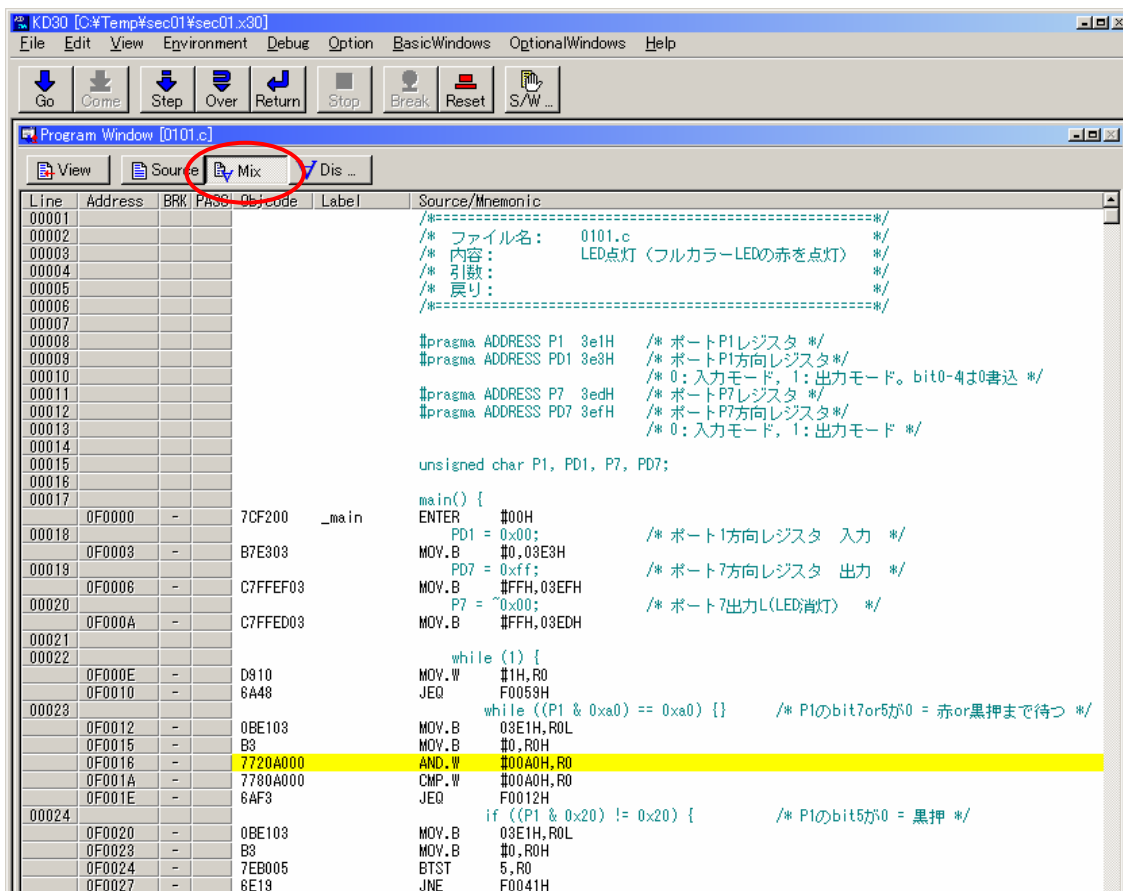 KD30 [C:¥Temp¥sec01¥sec01.x30]
File Edit View Environment Debug Option BasicWindows OptionalWindows Help
Go Come Step Over Return Stop Break Reset S/W ...
Program Window [0101.c]
View Source Mix Dis ...
Line Address BRK PASS Objcode Label Source/Mnemonic
00001 /*======================================================*/
00002 /* ファイル名： 0101.c */
00003 /* 内容： LED点灯（フルカラーLEDの赤を点灯） */
00004 /* 引数： */
00005 /* 戻り： */
00006 /*======================================================*/
00007
00008 #pragma ADDRESS P1 3e1H /* ポートP1レジスタ */
00009 #pragma ADDRESS PD1 3e3H /* ポートP1方向レジスタ*/
00010 /* 0：入力モード，1：出力モード。bit0-4は0書込 */
00011 #pragma ADDRESS P7 3edH /* ポートP7レジスタ */
00012 #pragma ADDRESS PD7 3efH /* ポートP7方向レジスタ*/
00013 /* 0：入力モード，1：出力モード */
00014
00015 unsigned char P1, PD1, P7, PD7;
00016
00017 main() {
0F0000 - 7CF200 _main ENTER #00H
00018 PD1 = 0x00; /* ポート1方向レジスタ 入力 */
0F0003 - B7E303 MOV.B #0,03E3H
00019 PD7 = 0xff; /* ポート7方向レジスタ 出力 */
0F0006 - C7FFEF03 MOV.B #FFH,03EFH
00020 P7 = ~0x00; /* ポート7出力L(LED消灯) */
0F000A - C7FFED03 MOV.B #FFH,03EDH
00021
00022 while (1) {
0F000E - D910 MOV.W #1H,R0
0F0010 - 6A48 JEQ F0059H
00023 while ((P1 & 0xa0) == 0xa0) {} /* P1のbit7or5が0 = 赤or黒押まで待つ */
0F0012 - 0BE103 MOV.B 03E1H,R0L
0F0015 - B3 MOV.B #0,R0H
0F0016 - 7720A000 AND.W #00A0H,R0
0F001A - 7780A000 CMP.W #00A0H,R0
0F001E - 6AF3 JEQ F0012H
00024 if ((P1 & 0x20) != 0x20) { /* P1のbit5が0 = 黒押 */
0F0020 - 0BE103 MOV.B 03E1H,R0L
0F0023 - B3 MOV.B #0,R0H
0F0024 - 7EB005 BTST 5,R0
0F0027 - 6E19 JNE F0041H